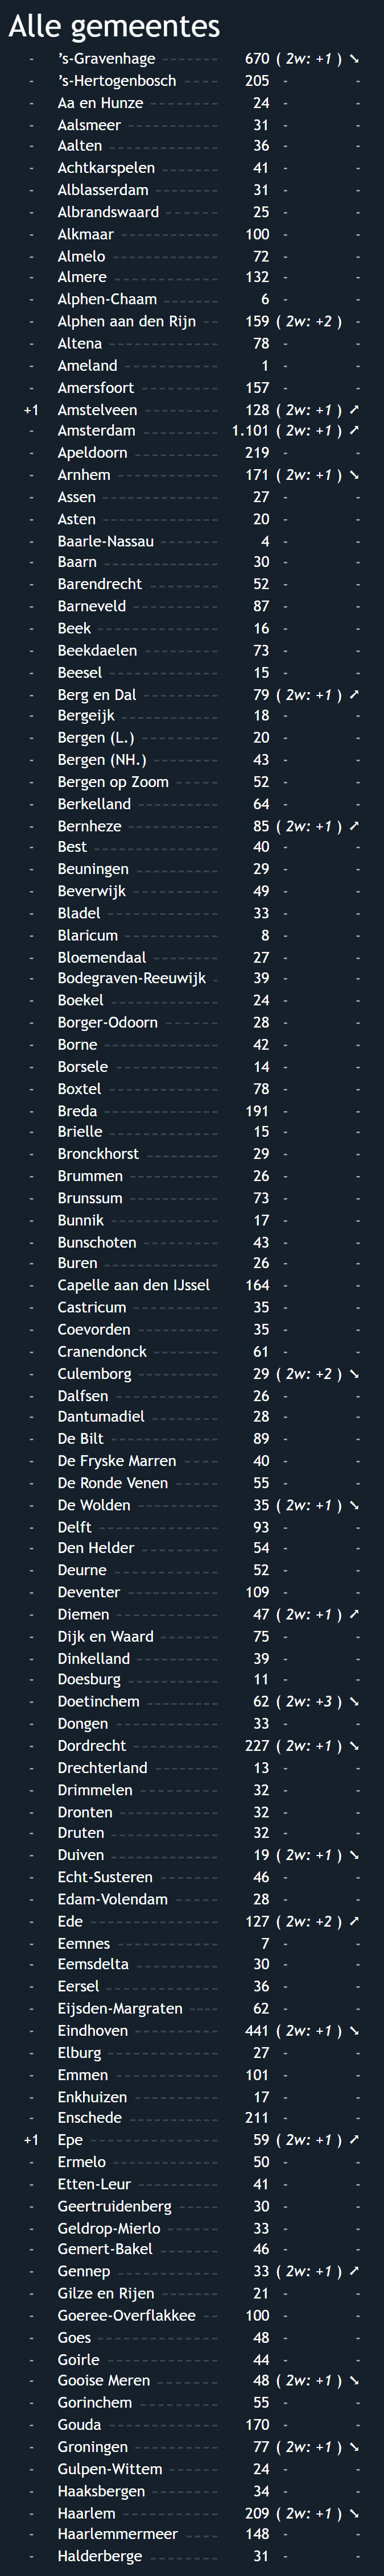 Alle gemeentes
- 's-Gravenhage 670 ( 2w: +1 ) ➘
- 's-Hertogenbosch 205 - -
- Aa en Hunze 24 - -
- Aalsmeer 31 - -
- Aalten 36 - -
- Achtkarspelen 41 - -
- Alblasserdam 31 - -
- Albrandswaard 25 - -
- Alkmaar 100 - -
- Almelo 72 - -
- Almere 132 - -
- Alphen-Chaam 6 - -
- Alphen aan den Rijn 159 ( 2w: +2 ) -
- Altena 78 - -
- Ameland 1 - -
- Amersfoort 157 - -
+1 Amstelveen 128 ( 2w: +1 ) ➚
- Amsterdam 1.101 ( 2w: +1 ) ➚
- Apeldoorn 219 - -
- Arnhem 171 ( 2w: +1 ) ➘
- Assen 27 - -
- Asten 20 - -
- Baarle-Nassau 4 - -
- Baarn 30 - -
- Barendrecht 52 - -
- Barneveld 87 - -
- Beek 16 - -
- Beekdaelen 73 - -
- Beesel 15 - -
- Berg en Dal 79 ( 2w: +1 ) ➚
- Bergeijk 18 - -
- Bergen (L.) 20 - -
- Bergen (NH.) 43 - -
- Bergen op Zoom 52 - -
- Berkelland 64 - -
- Bernheze 85 ( 2w: +1 ) ➚
- Best 40 - -
- Beuningen 29 - -
- Beverwijk 49 - -
- Bladel 33 - -
- Blaricum 8 - -
- Bloemendaal 27 - -
- Bodegraven-Reeuwijk 39 - -
- Boekel 24 - -
- Borger-Odoorn 28 - -
- Borne 42 - -
- Borsele 14 - -
- Boxtel 78 - -
- Breda 191 - -
- Brielle 15 - -
- Bronckhorst 29 - -
- Brummen 26 - -
- Brunssum 73 - -
- Bunnik 17 - -
- Bunschoten 43 - -
- Buren 26 - -
- Capelle aan den IJssel 164 - -
- Castricum 35 - -
- Coevorden 35 - -
- Cranendonck 61 - -
- Culemborg 29 ( 2w: +2 ) ➘
- Dalfsen 26 - -
- Dantumadiel 28 - -
- De Bilt 89 - -
- De Fryske Marren 40 - -
- De Ronde Venen 55 - -
- De Wolden 35 ( 2w: +1 ) ➘
- Delft 93 - -
- Den Helder 54 - -
- Deurne 52 - -
- Deventer 109 - -
- Diemen 47 ( 2w: +1 ) ➚
- Dijk en Waard 75 - -
- Dinkelland 39 - -
- Doesburg 11 - -
- Doetinchem 62 ( 2w: +3 ) ➘
- Dongen 33 - -
- Dordrecht 227 ( 2w: +1 ) ➘
- Drechterland 13 - -
- Drimmelen 32 - -
- Dronten 32 - -
- Druten 32 - -
- Duiven 19 ( 2w: +1 ) ➘
- Echt-Susteren 46 - -
- Edam-Volendam 28 - -
- Ede 127 ( 2w: +2 ) ➚
- Eemnes 7 - -
- Eemsdelta 30 - -
- Eersel 36 - -
- Eijsden-Margraten 62 - -
- Eindhoven 441 ( 2w: +1 ) ➘
- Elburg 27 - -
- Emmen 101 - -
- Enkhuizen 17 - -
- Enschede 211 - -
+1 Epe 59 ( 2w: +1 ) ➚
- Ermelo 50 - -
- Etten-Leur 41 - -
- Geertruidenberg 30 - -
- Geldrop-Mierlo 33 - -
- Gemert-Bakel 46 - -
- Gennep 33 ( 2w: +1 ) ➚
- Gilze en Rijen 21 - -
- Goeree-Overflakkee 100 - -
- Goes 48 - -
- Goirle 44 - -
- Gooise Meren 48 ( 2w: +1 ) ➘
- Gorinchem 55 - -
- Gouda 170 - -
- Groningen 77 ( 2w: +1 ) ➘
- Gulpen-Wittem 24 - -
- Haaksbergen 34 - -
- Haarlem 209 ( 2w: +1 ) ➘
- Haarlemmermeer 148 - -
- Halderberge 31 - -